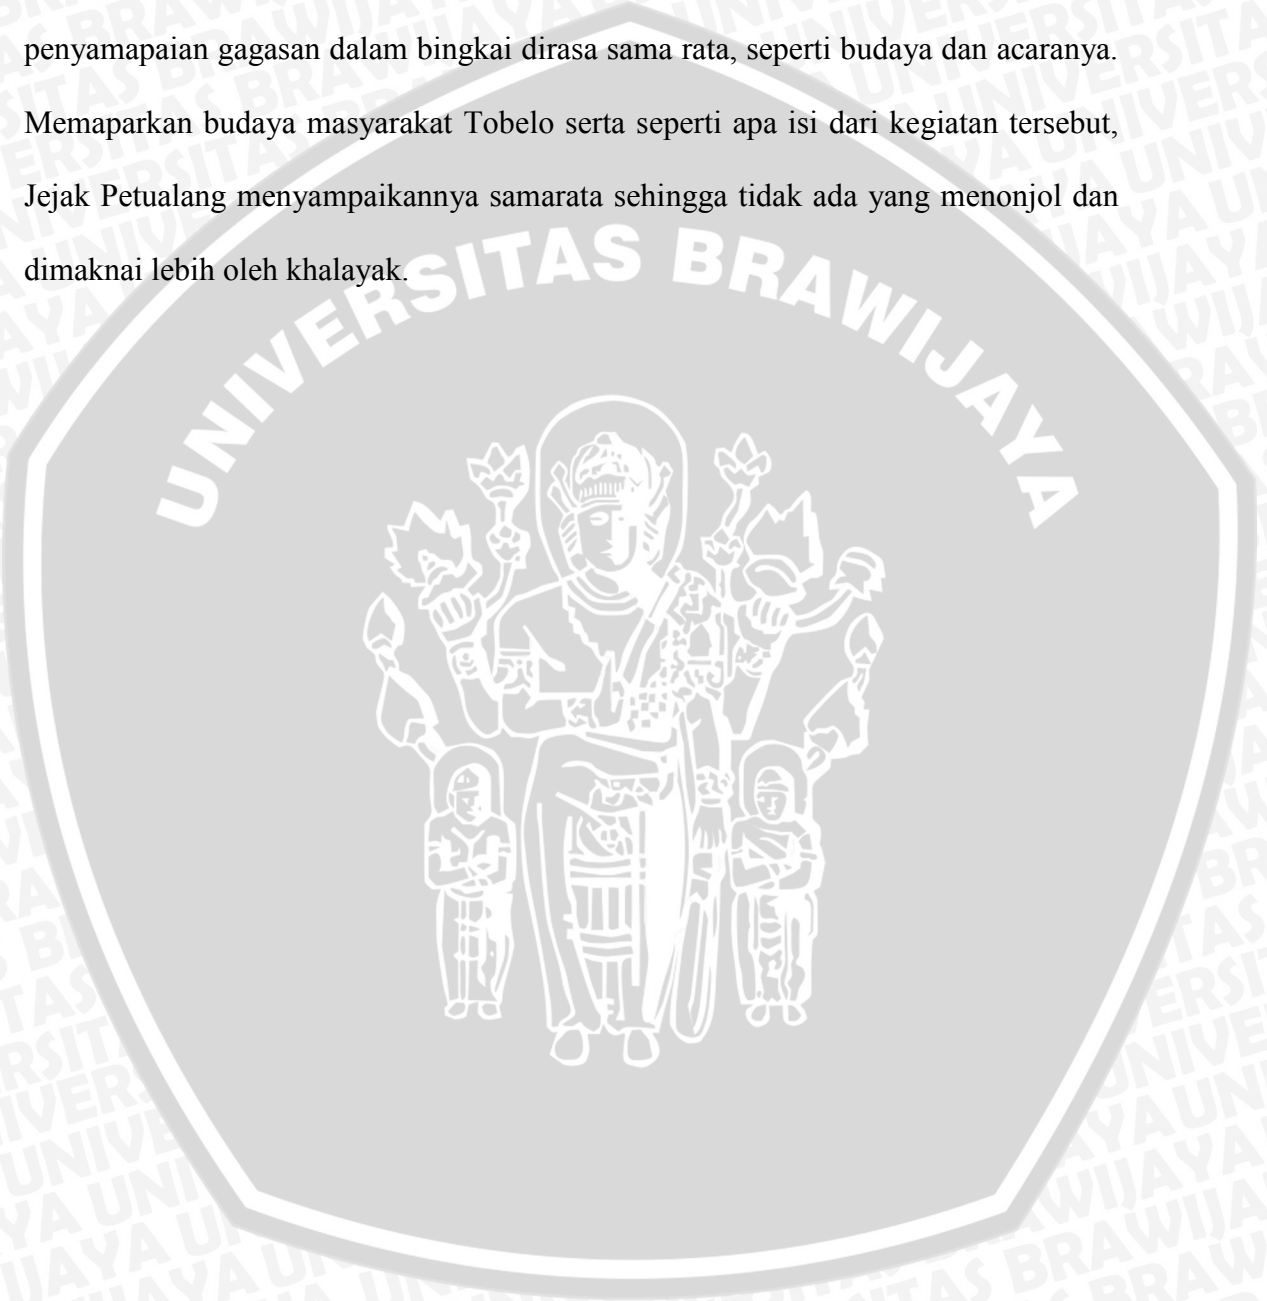 penyamapaian gagasan dalam bingkai dirasa sama rata, seperti budaya dan acaranya.
Memaparkan budaya masyarakat Tobelo serta seperti apa isi dari kegiatan tersebut,
Jejak Petualang menyampaikannya samarata sehingga tidak ada yang menonjol dan
dimaknai lebih oleh khalayak.
UNIVERSITAS BRAWIJAYA